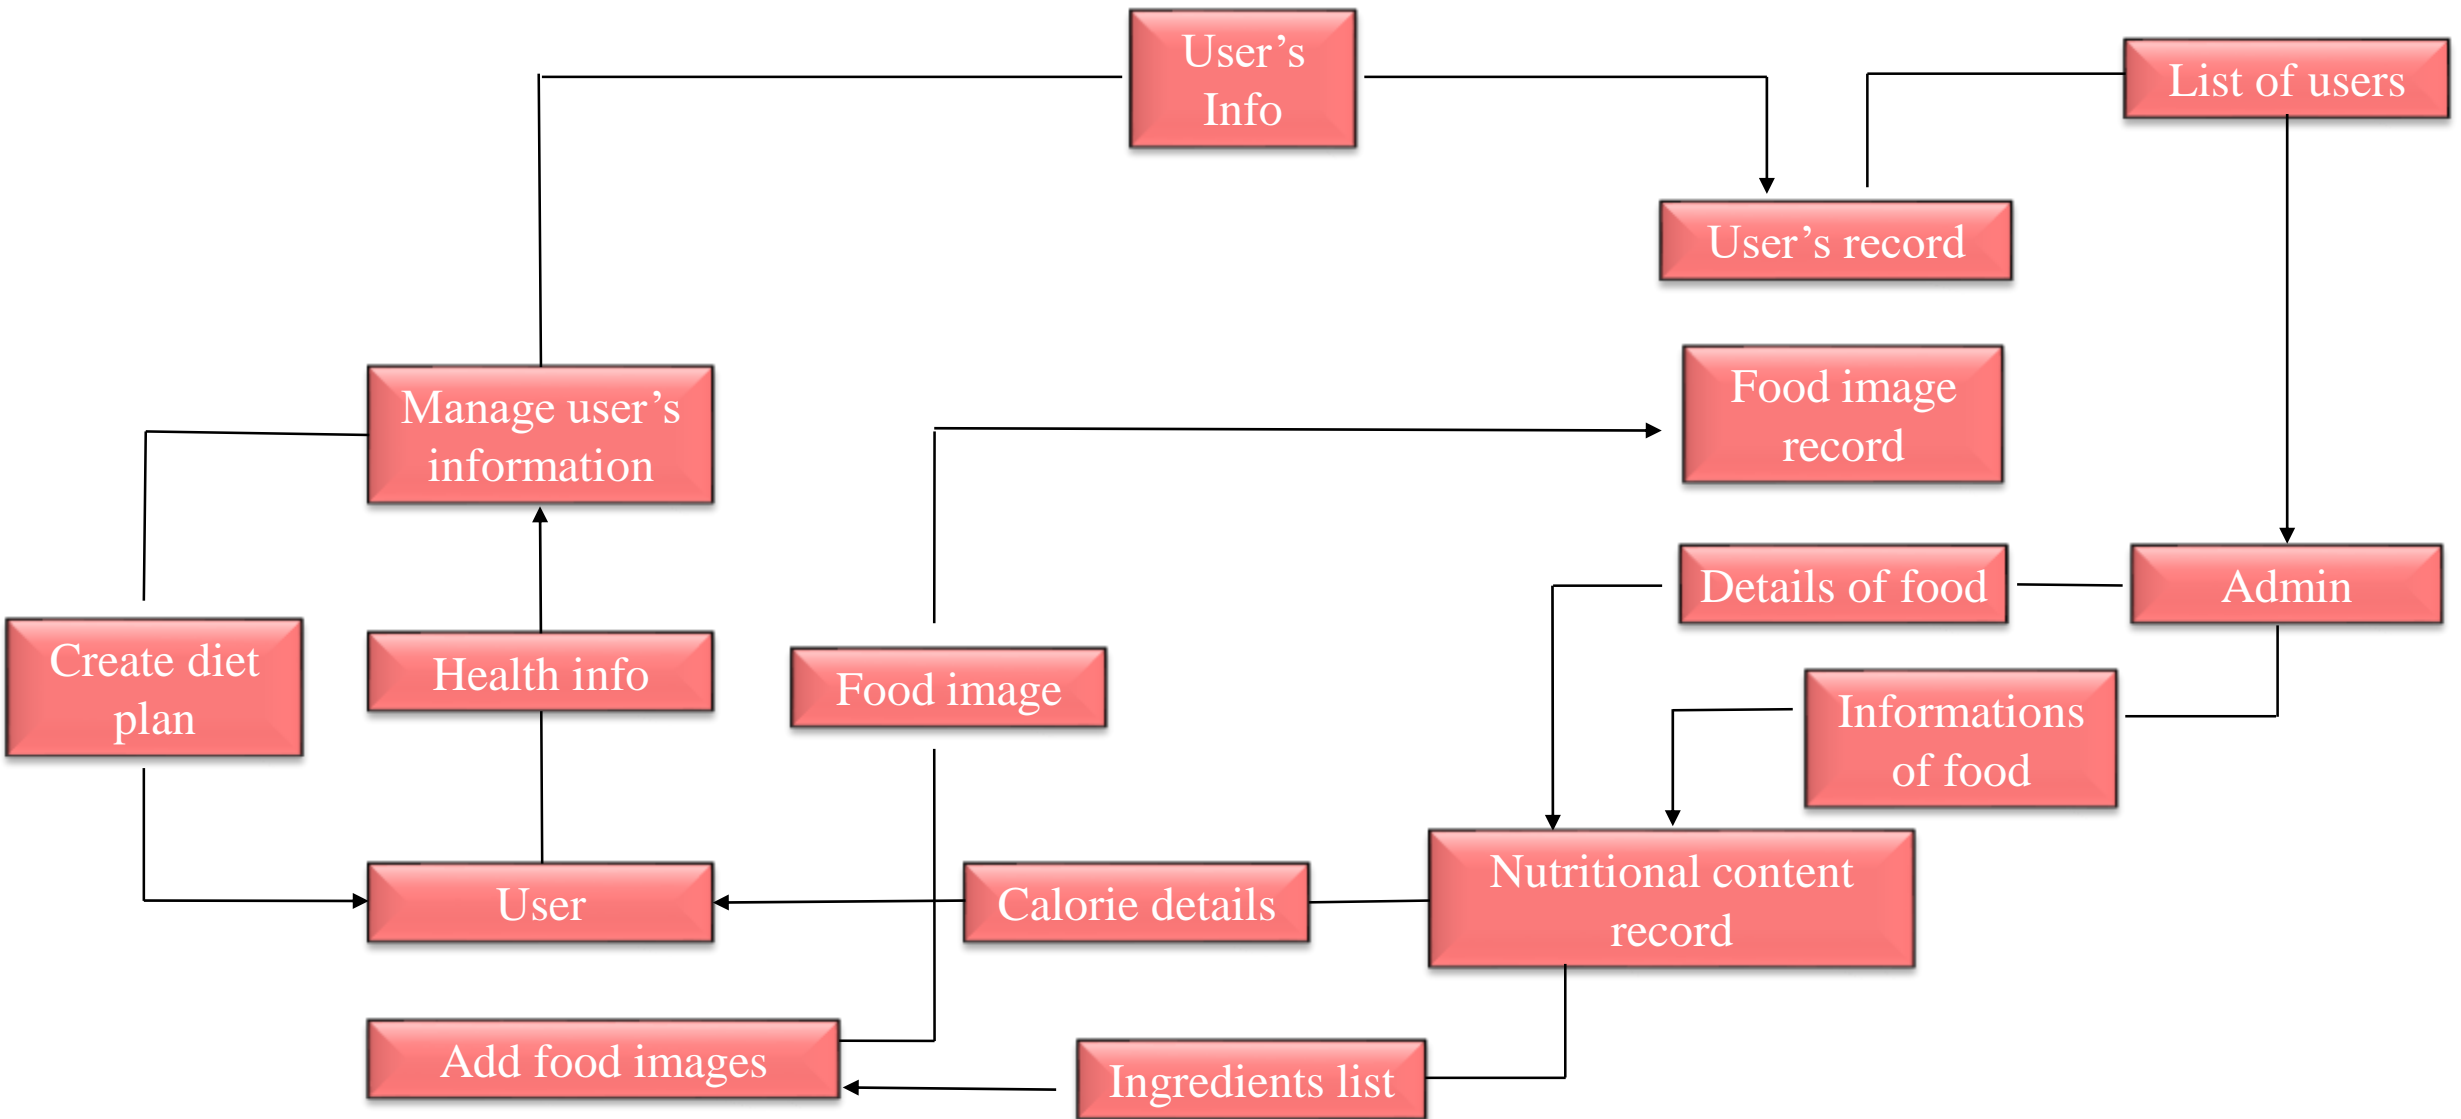 User’s
Info
List of users
User’s record
Manage user’s
information
Food image
record
Details of food
Admin
Create diet
plan
Health info
Food image
Informations
of food
User
Calorie details
Nutritional content
record
Add food images
Ingredients list